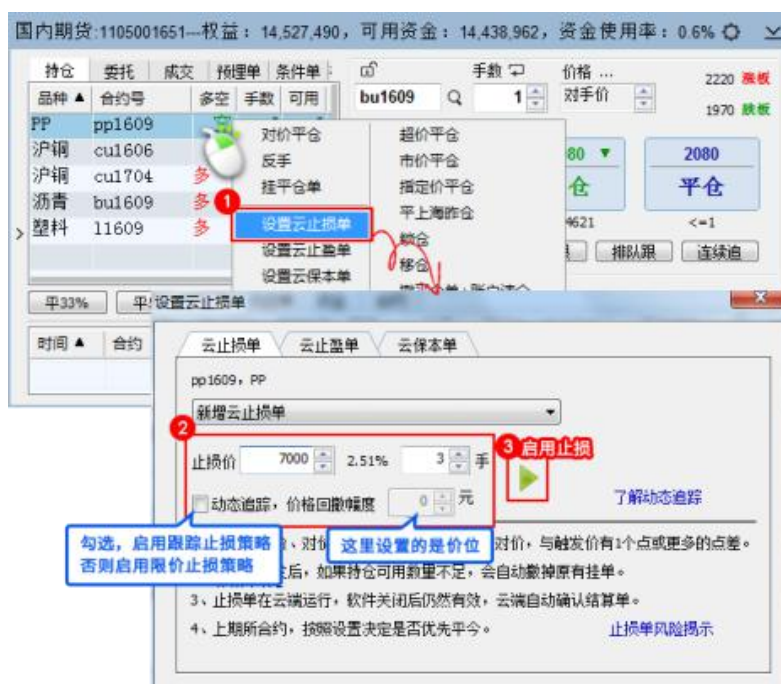 国内期货:1105001651---权益：14,527,490，可用资金：14,438,962，资金使用率：0.6%
持仓 委托 成交 预埋单 条件单 手数 价格 ... 2220 涨板
品种▲ 合约号 多空 手数 可用 bu1609 1 对手价 1970 跌板
PP pp1609 空 对价平仓 超价平仓
沪铜 cu1606 反手 市价平仓 80 ▼ 2080
沪铜 cu1704 多 挂平仓单 指定价平仓 仓 平仓
沥青 bu1609 多 1 设置云止损单 平上海昨仓 4621 <=1
塑料 l1609 多 设置云止盈单 锁仓 排队跟 连续追
设置云保本单 移仓
平33% 设置云止损单
时间▲ 合约 云止损单 云止盈单 云保本单
pp1609，PP
新增云止损单
2 3 启用止损
止损价 7000 2.51% 3 手
动态追踪，价格回撤幅度 0 元 了解动态追踪
勾选，启用跟踪止损策略
否则启用限价止损策略
这里设置的是价位
、对价 对价，与触发价有1个点或更多的点差。
后，如果持仓可用数量不足，会自动撤掉原有挂单。
3、止损单在云端运行，软件关闭后仍然有效，云端自动确认结算单。
4、上期所合约，按照设置决定是否优先平今。 止损单风险揭示